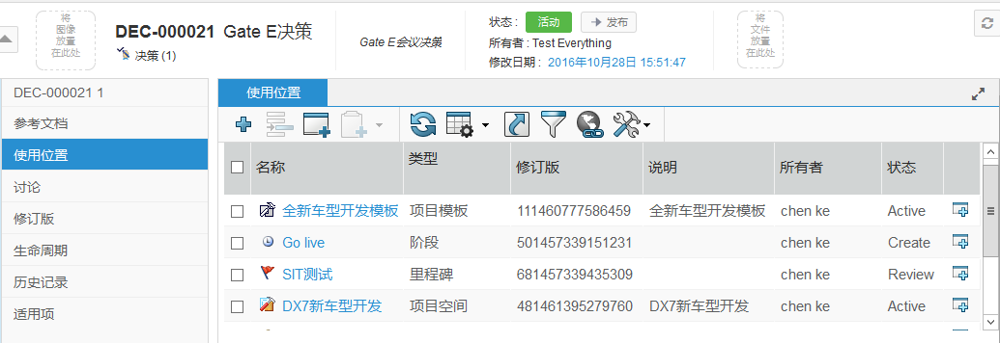 将
图像
放置
在此处
DEC-000021 Gate E决策
决策 (1)
Gate E会议决策
状态 : 活动 发布
所有者 : Test Everything
修改日期 : 2016年10月28日 15:51:47
将
文件
放置
在此处
DEC-000021 1
参考文档
使用位置
讨论
修订版
生命周期
历史记录
适用项
使用位置
名称 类型 修订版 说明 所有者 状态
全新车型开发模板 项目模板 111460777586459 全新车型开发模板 chen ke Active
Go live 阶段 501457339151231 chen ke Create
SIT测试 里程碑 681457339435309 chen ke Review
DX7新车型开发 项目空间 481461395279760 DX7新车型开发 chen ke Active